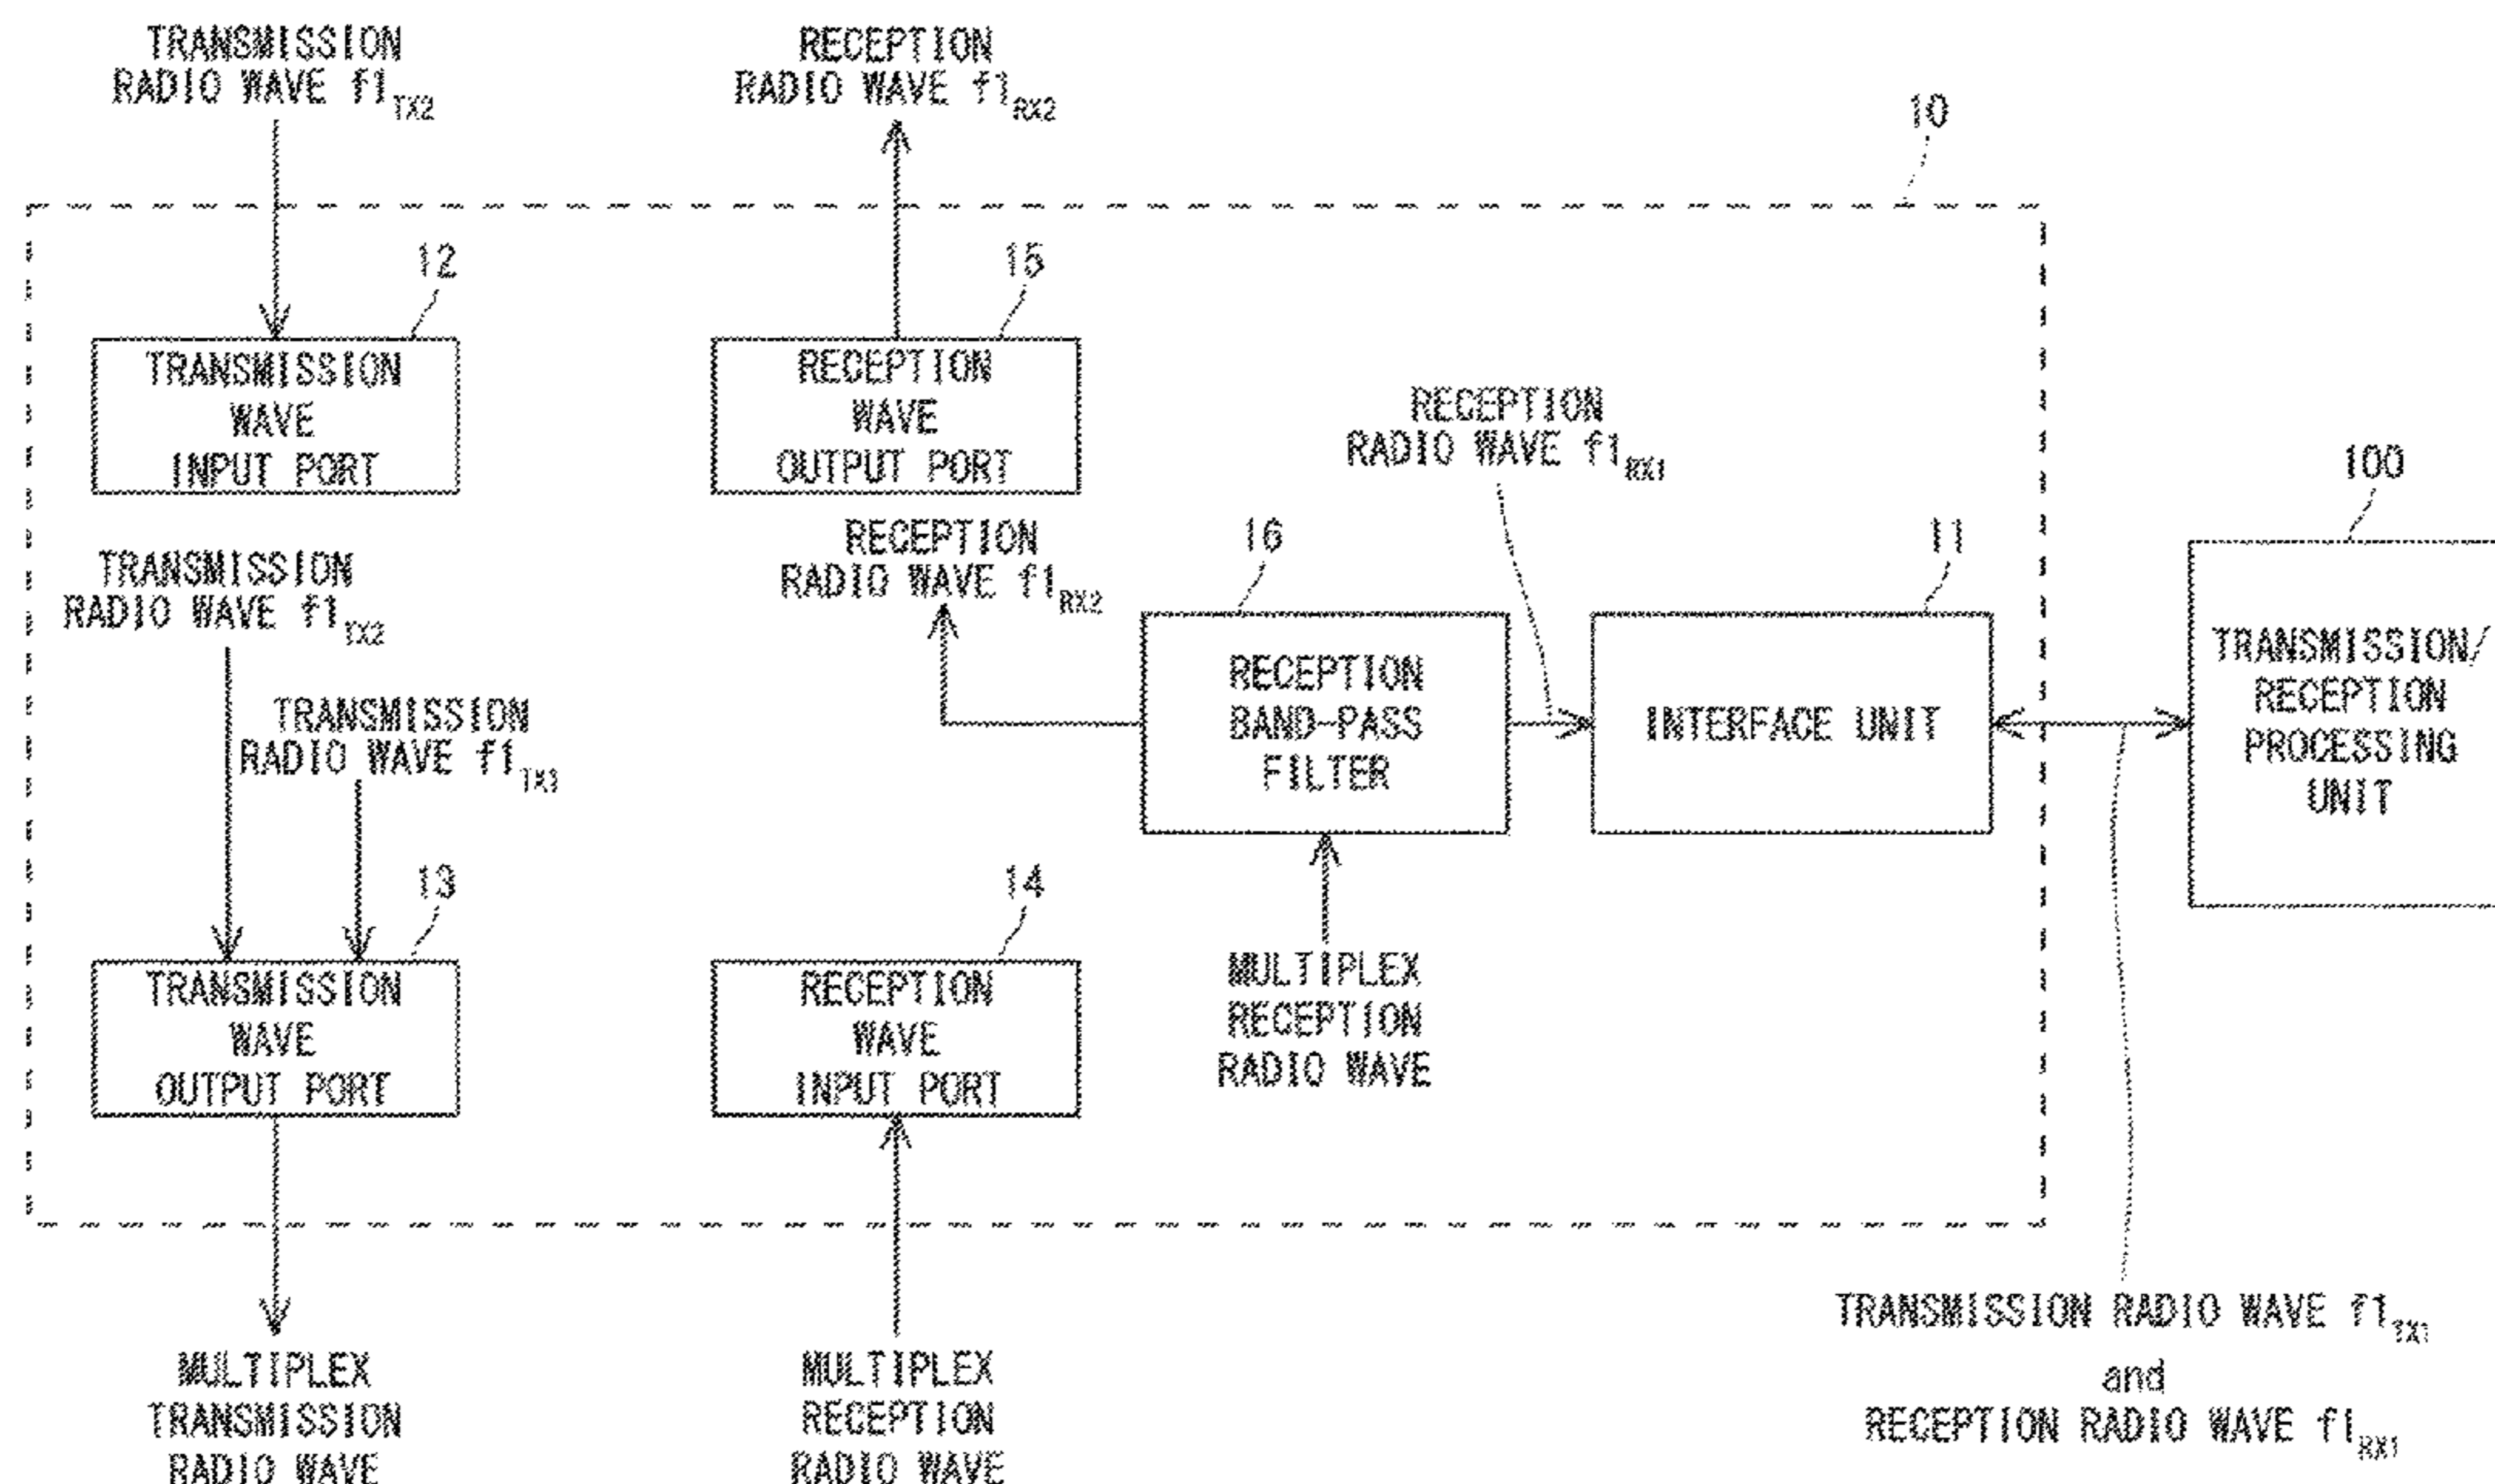 TRANSMISSION
RADIO WAVE f1TX2
RECEPTION
RADIO WAVE f1RX2
10
12
TRANSMISSION
WAVE
INPUT PORT
15
RECEPTION
WAVE
OUTPUT PORT
RECEPTION
RADIO WAVE f1RX1
100
TRANSMISSION/
RECEPTION
PROCESSING
UNIT
TRANSMISSION
RADIO WAVE f1TX2
RECEPTION
RADIO WAVE f1RX2
16
RECEPTION
BAND-PASS
FILTER
11
INTERFACE UNIT
TRANSMISSION
RADIO WAVE f1TX1
13
TRANSMISSION
WAVE
OUTPUT PORT
14
RECEPTION
WAVE
INPUT PORT
MULTIPLEX
RECEPTION
RADIO WAVE
MULTIPLEX
TRANSMISSION
RADIO WAVE
MULTIPLEX
RECEPTION
RADIO WAVE
TRANSMISSION RADIO WAVE f1TX1
and
RECEPTION RADIO WAVE f1RX1